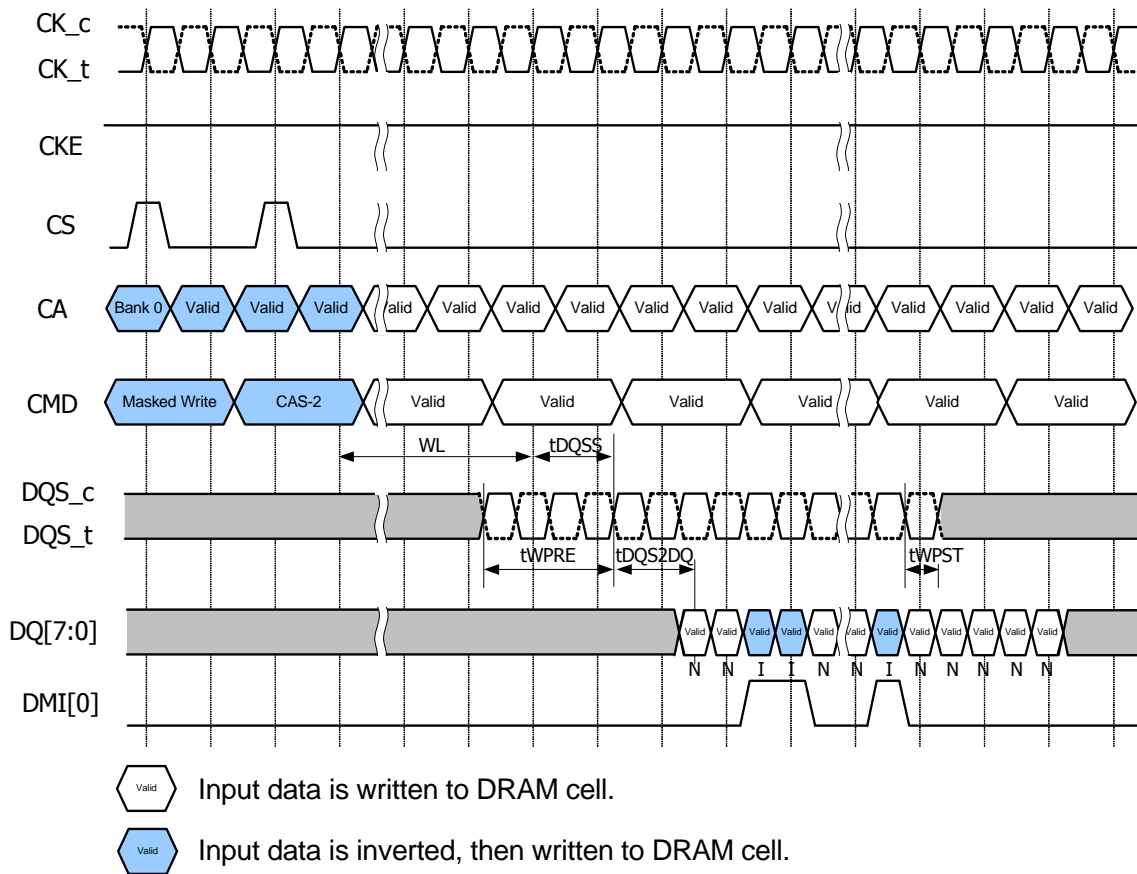 CK_c
CK_t
CKE
CS
CA Bank 0 Valid Valid Valid alid Valid Valid Valid Valid Valid Valid V lid Valid Valid Valid Valid
CMD Masked Write CAS-2 Valid Valid Valid Valid Valid Valid
WL tDQSS
DQS_c
DQS_t
tWPRE tDQS2DQ tWPST
DQ[7:0] Valid Valid Valid Valid Valid Valid Valid Valid Valid Valid Valid Valid
N N I I N N I N N N N N
DMI[0]
Valid Input data is written to DRAM cell.
Valid Input data is inverted, then written to DRAM cell.